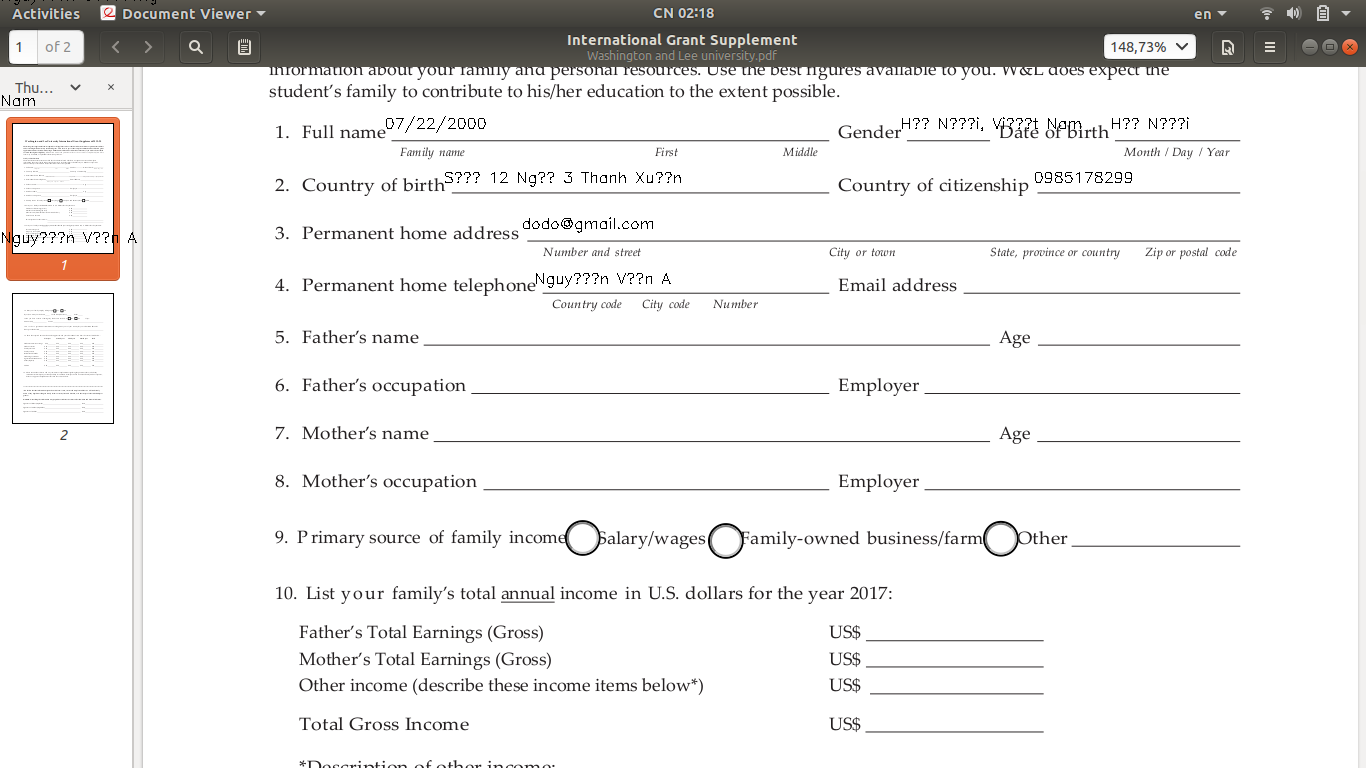 Activities Document Viewer CN 02:18 en
1 of 2 International Grant Supplement 148,73%
Washington and Lee university.pdf
Thu... ×
Nam
information about your family and personal resources. Use the best figures available to you. W&L does expect the
student's family to contribute to his/her education to the extent possible.
1. Full name 07/22/2000 Gender H?? N???i, Vi???t Nam Date of birth H?? N???i
Family name First Middle Month / Day / Year
2. Country of birth S??? 12 Ng?? 3 Thanh Xu??n Country of citizenship 0985178299
3. Permanent home address dodo@gmail.com
Nguy???n V??n A
Number and street City or town State, province or country Zip or postal code
1
4. Permanent home telephone Nguy???n V??n A Email address
Country code City code Number
5. Father's name Age
6. Father's occupation Employer
7. Mother's name Age
2
8. Mother's occupation Employer
9. Primary source of family income Salary/wages Family-owned business/farm Other
10. List your family's total annual income in U.S. dollars for the year 2017:
Father's Total Earnings (Gross) US$
Mother's Total Earnings (Gross) US$
Other income (describe these income items below*) US$
Total Gross Income US$
*Description of other income: